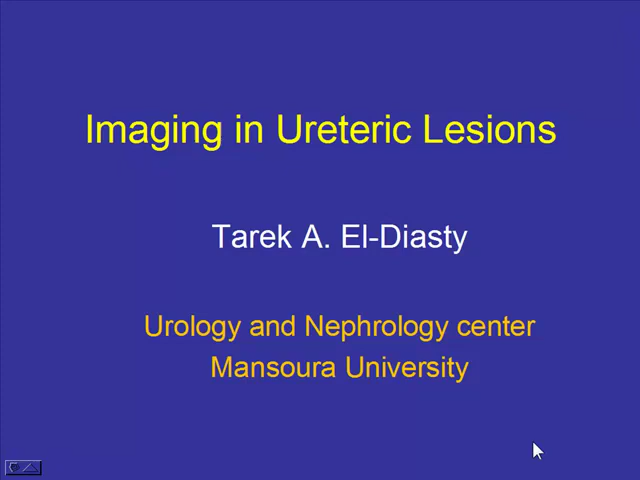 Imaging in Ureteric Lesions
Tarek A. El-Diasty
Urology and Nephrology center
Mansoura University